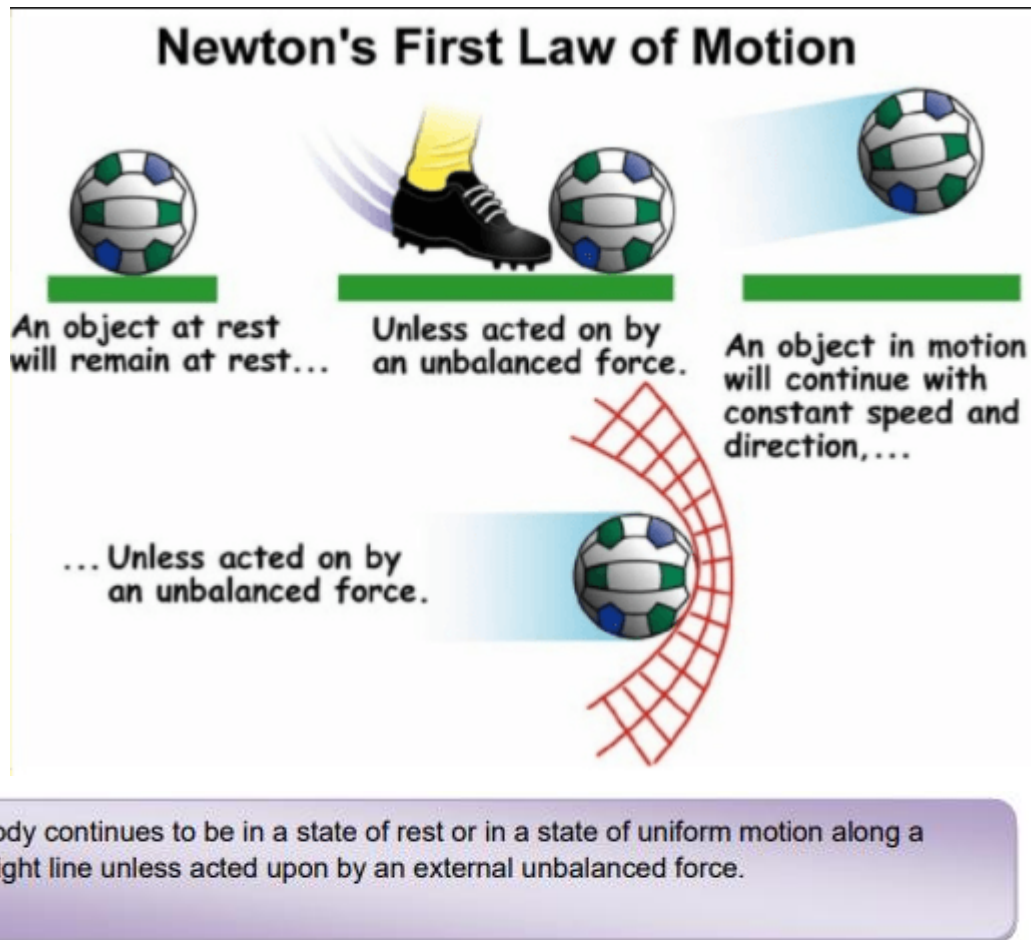 Newton's First Law of Motion
An object at rest
will remain at rest...
Unless acted on by
an unbalanced force.
An object in motion
will continue with
constant speed and
direction,...
...Unless acted on by
an unbalanced force.
ody continues to be in a state of rest or in a state of uniform motion along a
ight line unless acted upon by an external unbalanced force.